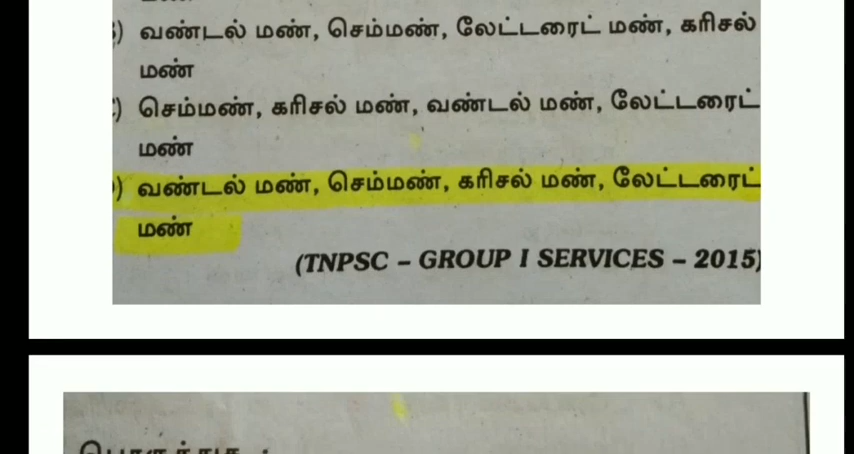 ) வண்டல் மண், செம்மண், லேட்டரைட் மண், கரிசல்
மண்
) செம்மண், கரிசல் மண், வண்டல் மண், லேட்டரைட்
மண்
) வண்டல் மண், செம்மண், கரிசல் மண், லேட்டரைட்
மண்
(TNPSC – GROUP I SERVICES – 2015)